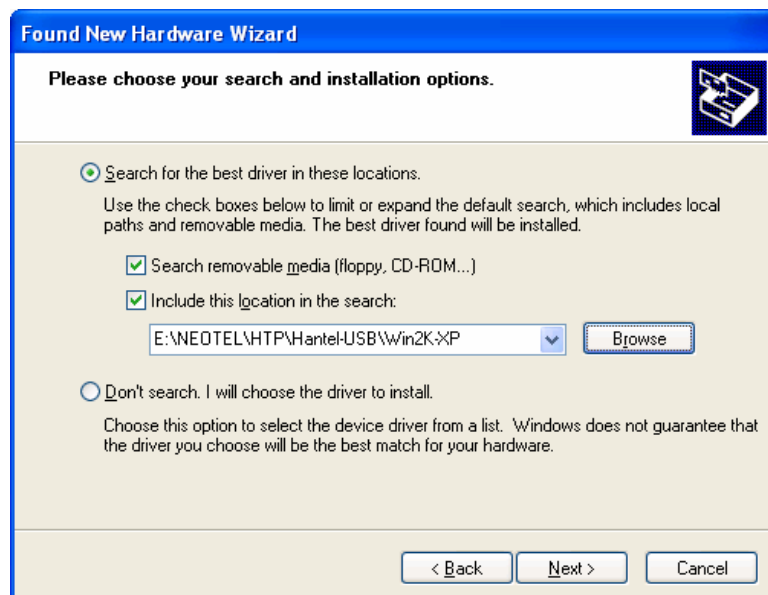 Found New Hardware Wizard
Please choose your search and installation options.
Search for the best driver in these locations.
Use the check boxes below to limit or expand the default search, which includes local
paths and removable media. The best driver found will be installed.
Search removable media (floppy, CD-ROM...)
Include this location in the search:
E:\NEOTEL\HTP\Hantel-USB\Win2K-XP
Browse
Don't search. I will choose the driver to install.
Choose this option to select the device driver from a list. Windows does not guarantee that
the driver you choose will be the best match for your hardware.
< Back Next > Cancel